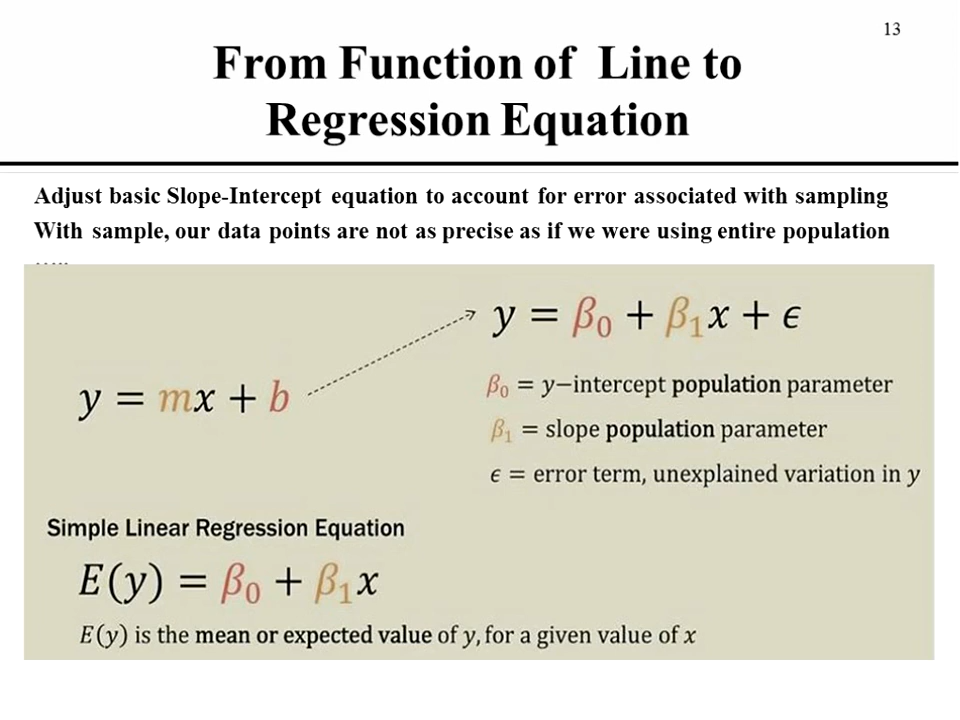 13
From Function of Line to
Regression Equation
Adjust basic Slope-Intercept equation to account for error associated with sampling
With sample, our data points are not as precise as if we were using entire population
…..
y = β₀ + β₁x + ϵ
y = mx + b
β₀ = y−intercept population parameter
β₁ = slope population parameter
ϵ = error term, unexplained variation in y
Simple Linear Regression Equation
E(y) = β₀ + β₁x
E(y) is the mean or expected value of y, for a given value of x